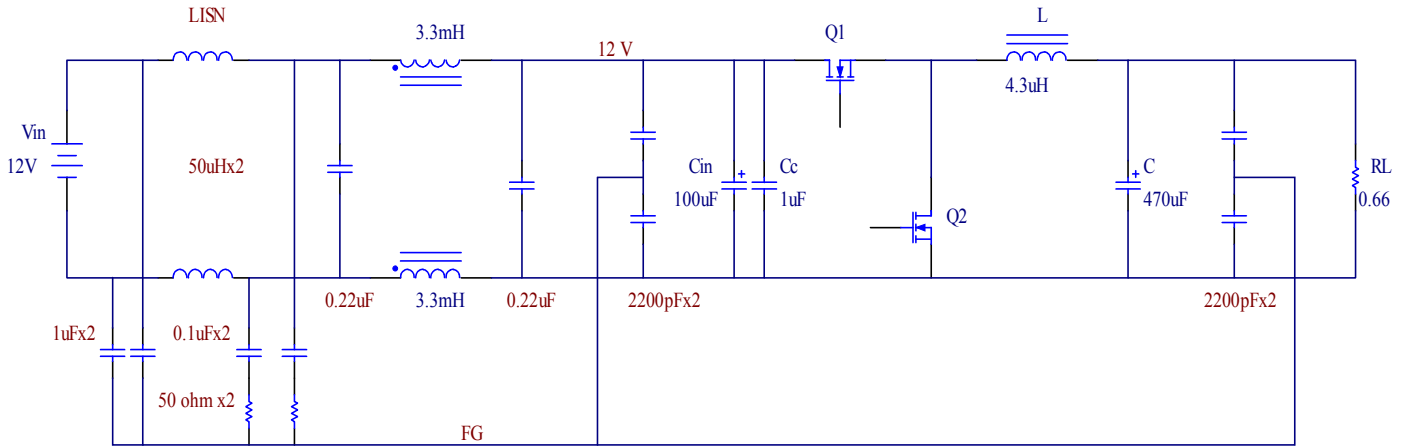 LISN
3.3mH
12 V
Q1
L
4.3uH
Vin
12V
50uHx2
Cin
100uF
+
Cc
1uF
Q2
+
C
470uF
RL
0.66
0.22uF
3.3mH
0.22uF
2200pFx2
2200pFx2
1uFx2
0.1uFx2
50 ohm x2
FG